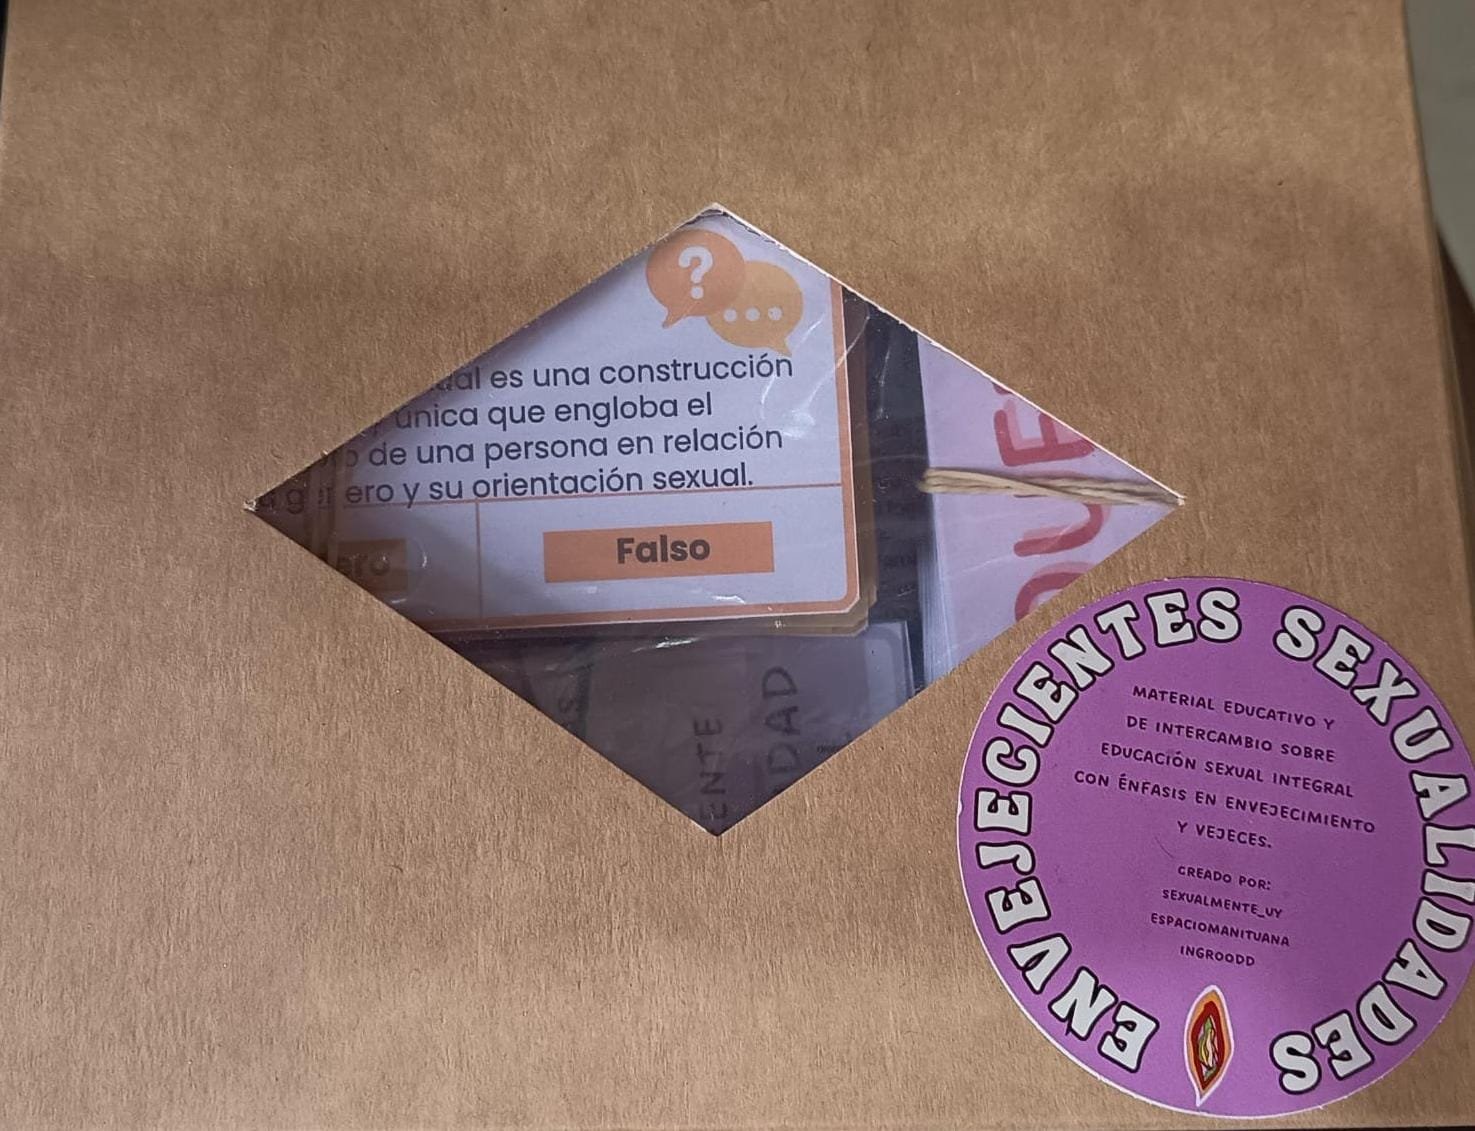 es una construcción
única que engloba el
de una persona en relación
y su orientación sexual.
Falso
ENVEJECIENTES SEXUALIDADES
MATERIAL EDUCATIVO Y
DE INTERCAMBIO SOBRE
EDUCACIÓN SEXUAL INTEGRAL
CON ÉNFASIS EN ENVEJECIMIENTO
Y VEJECES.
CREADO POR:
SEXUALMENTE_UY
ESPACIOMANITUANA
INGROODD